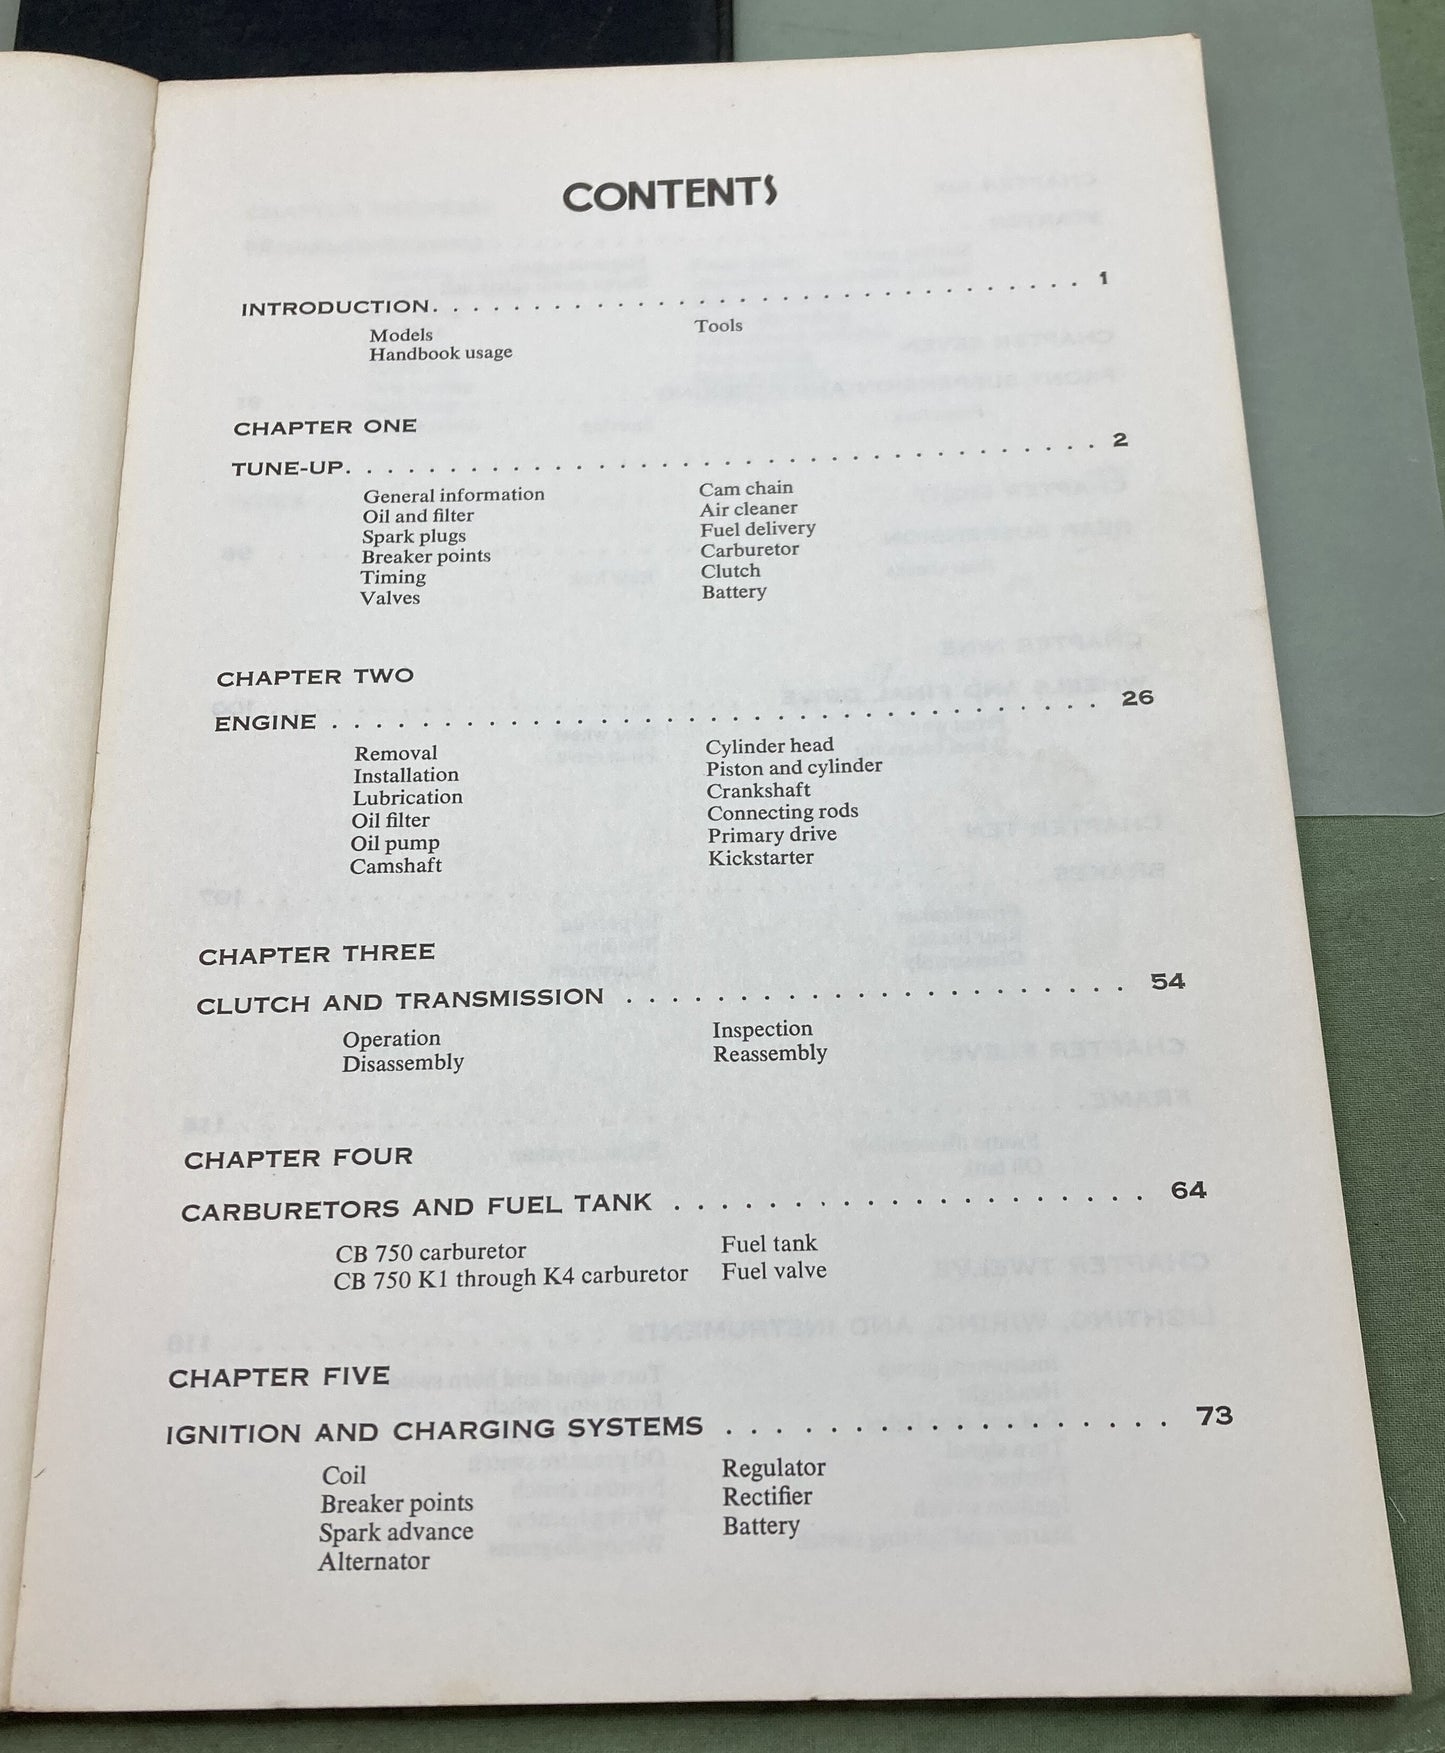 CONTENTS
INTRODUCTION. . . . . . . . . . . . . . . . . . . . . . . . . 1
Models
Handbook usage
Tools
CHAPTER ONE
TUNE-UP. . . . . . . . . . . . . . . . . . . . . . . . . . . . . 2
General information
Oil and filter
Spark plugs
Breaker points
Timing
Valves
Cam chain
Air cleaner
Fuel delivery
Carburetor
Clutch
Battery
CHAPTER TWO
ENGINE . . . . . . . . . . . . . . . . . . . . . . . . . . . . . . 26
Removal
Installation
Lubrication
Oil filter
Oil pump
Camshaft
Cylinder head
Piston and cylinder
Crankshaft
Connecting rods
Primary drive
Kickstarter
CHAPTER THREE
CLUTCH AND TRANSMISSION . . . . . . . . . . . . . . . . . . . 54
Operation
Disassembly
Inspection
Reassembly
CHAPTER FOUR
CARBURETORS AND FUEL TANK . . . . . . . . . . . . . . . . . 64
CB 750 carburetor
CB 750 K1 through K4 carburetor
Fuel tank
Fuel valve
CHAPTER FIVE
IGNITION AND CHARGING SYSTEMS . . . . . . . . . . . . . . . . 73
Coil
Breaker points
Spark advance
Alternator
Regulator
Rectifier
Battery